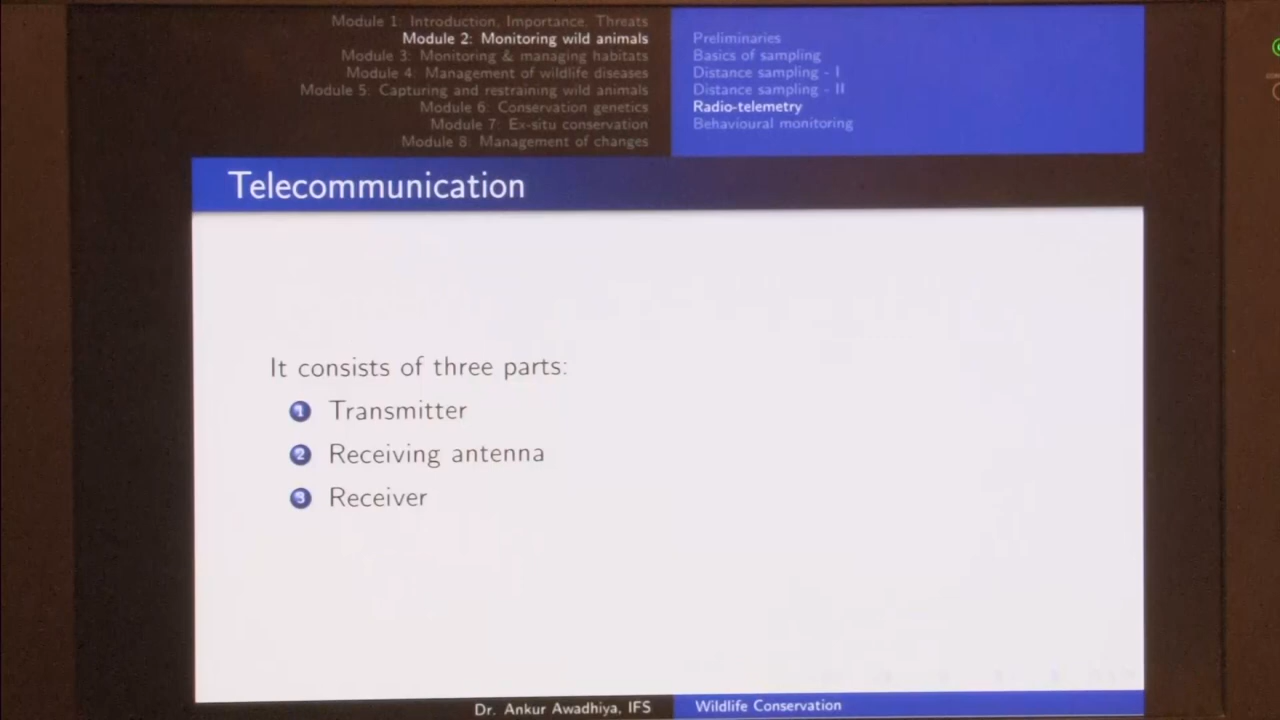 Module 1: Introduction, Importance, Threats
Module 2: Monitoring wild animals
Module 3: Monitoring & managing habitats
Module 4: Management of wildlife diseases
Module 5: Capturing and restraining wild animals
Module 6: Conservation genetics
Module 7: Ex-situ conservation
Module 8: Management of changes
Preliminaries
Basics of sampling
Distance sampling - I
Distance sampling - II
Radio-telemetry
Behavioural monitoring
Telecommunication
It consists of three parts:
1 Transmitter
2 Receiving antenna
3 Receiver
Dr. Ankur Awadhiya, IFS
Wildlife Conservation